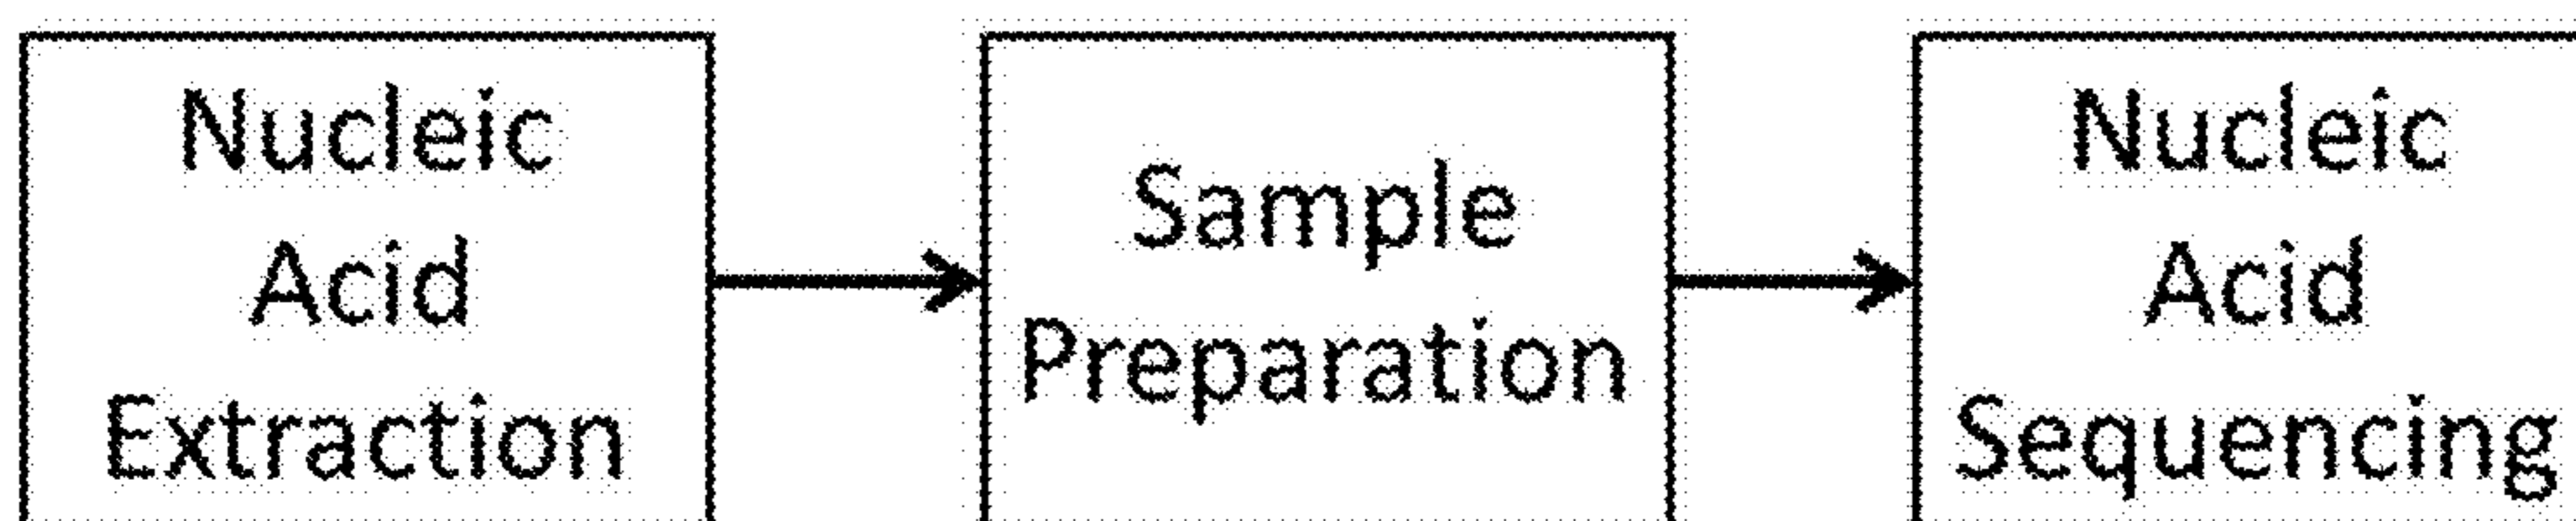 Nucleic
Acid
Extraction
Sample
Preparation
Nucleic
Acid
Sequencing